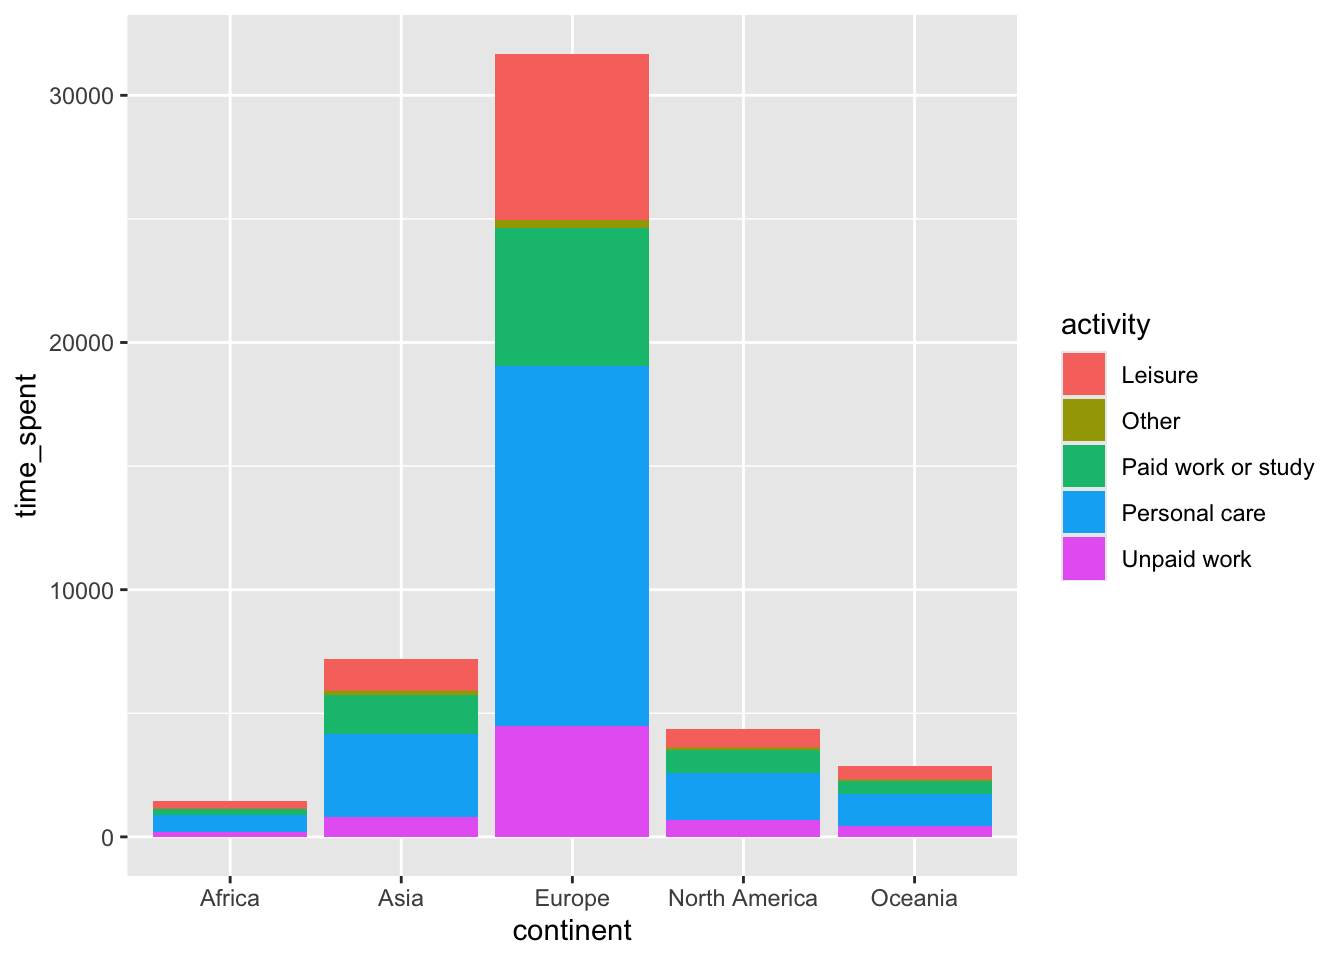 30000
20000
10000
0
time_spent
Africa
Asia
Europe
North America
Oceania
continent
activity
Leisure
Other
Paid work or study
Personal care
Unpaid work